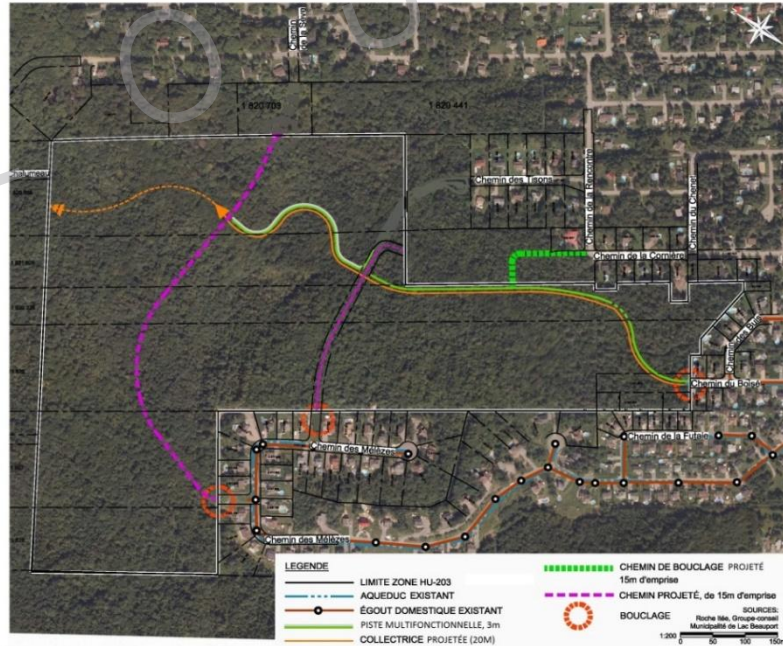 Chemin
de la
1 820 703
1 820 441
Chemin des Tisons
Chemin de la Randonnée
Chemin du Chenet
Chemin de la Cornière
Chemin des Buis
Chemin du Boisé
Chemin des Mélèzes
Chemin de la Futaie
Chemin des Mélèzes
LEGENDE
LIMITE ZONE HU-203
AQUEDUC EXISTANT
ÉGOUT DOMESTIQUE EXISTANT
PISTE MULTIFONCTIONNELLE, 3m
COLLECTRICE PROJETÉE (20M)
CHEMIN DE BOUCLAGE PROJETÉ
15m d'emprise
CHEMIN PROJETÉ, de 15m d'emprise
BOUCLAGE
SOURCES:
Roche ltée, Groupe-conseil
Municipalité de Lac Beauport
1:200
0 50 100 150m